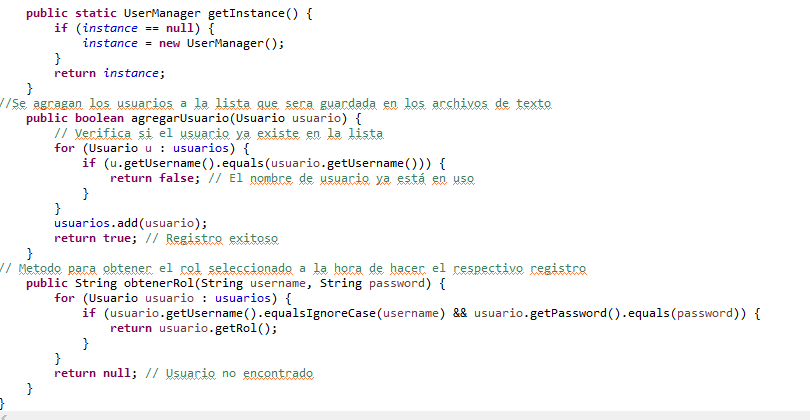 public static UserManager getInstance() {
if (instance == null) {
instance = new UserManager();
}
return instance;
}
//Se agragan los usuarios a la lista que sera guardada en los archivos de texto
public boolean agregarUsuario(Usuario usuario) {
// Verifica si el usuario ya existe en la lista
for (Usuario u : usuarios) {
if (u.getUsername().equals(usuario.getUsername())) {
return false; // El nombre de usuario ya está en uso
}
}
usuarios.add(usuario);
return true; // Registro exitoso
}
// Metodo para obtener el rol seleccionado a la hora de hacer el respectivo registro
public String obtenerRol(String username, String password) {
for (Usuario usuario : usuarios) {
if (usuario.getUsername().equalsIgnoreCase(username) && usuario.getPassword().equals(password)) {
return usuario.getRol();
}
}
return null; // Usuario no encontrado
}
}